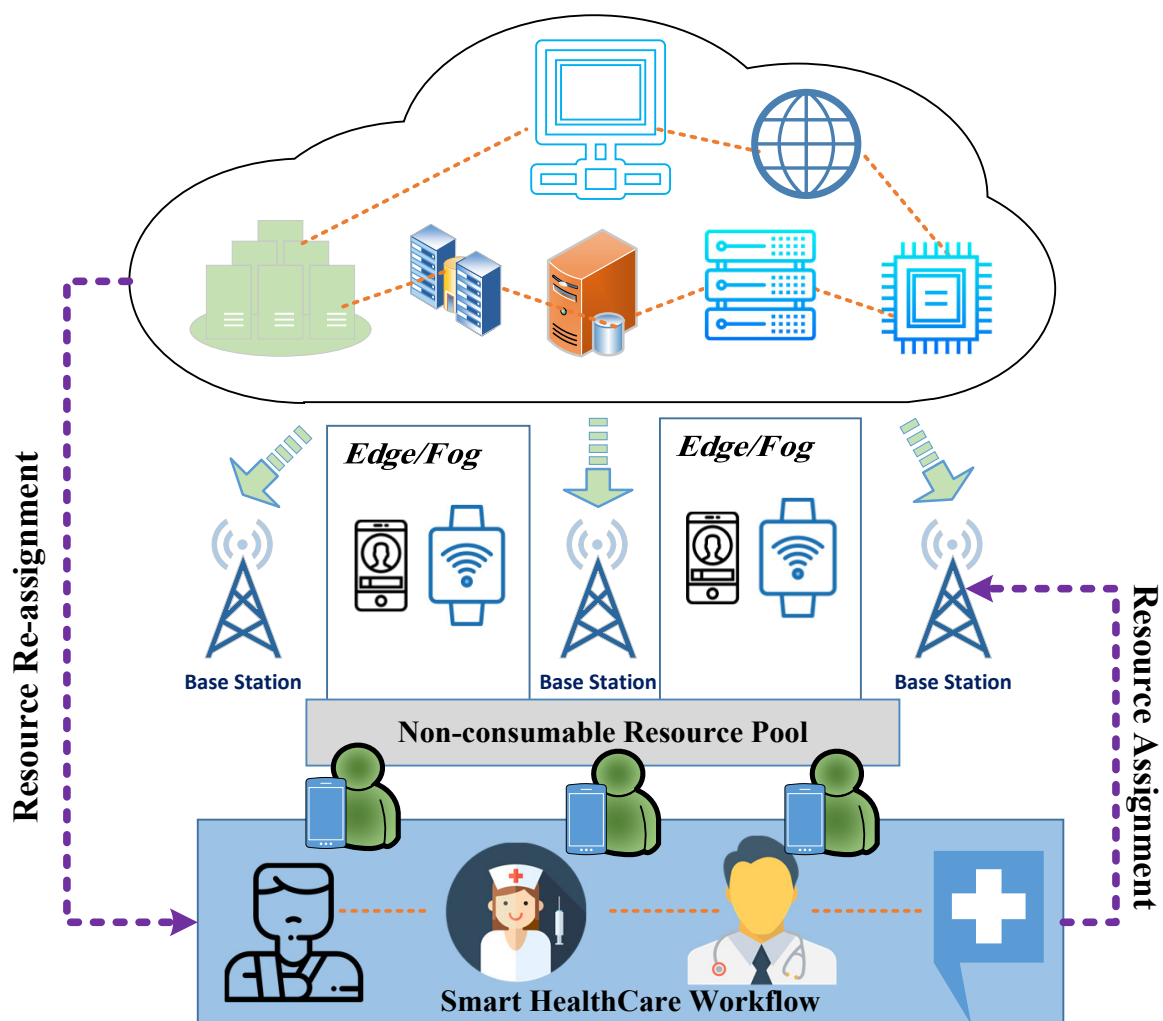 Edge/Fog
Edge/Fog
Resource Re-assignment
Resource Assignment
Base Station
Base Station
Base Station
Non-consumable Resource Pool
Smart HealthCare Workflow